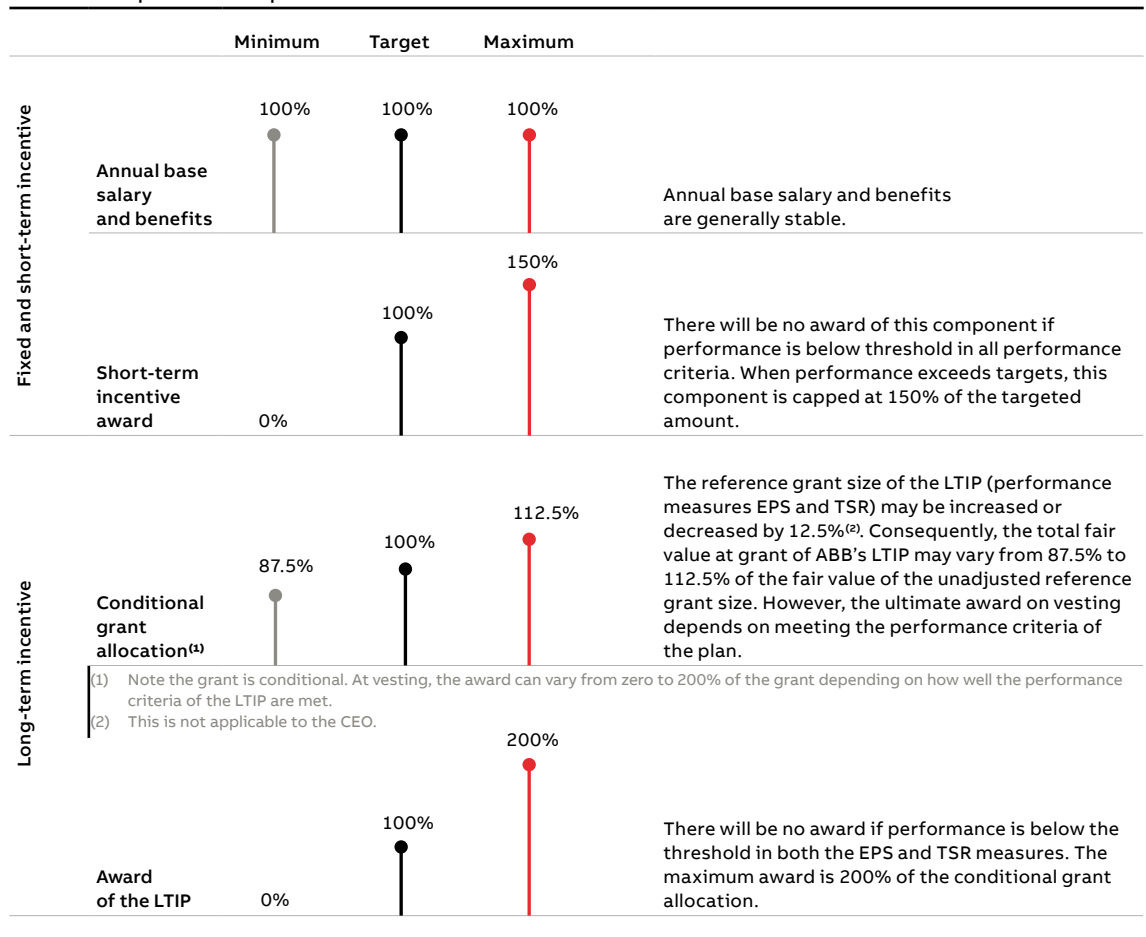 Minimum Target Maximum
Fixed and short-term incentive
100% 100% 100%
Annual base
salary
and benefits
Annual base salary and benefits
are generally stable.
150%
100%
0%
Short-term
incentive
award
There will be no award of this component if
performance is below threshold in all performance
criteria. When performance exceeds targets, this
component is capped at 150% of the targeted
amount.
Long-term incentive
87.5%
100%
112.5%
Conditional
grant
allocation(1)
The reference grant size of the LTIP (performance
measures EPS and TSR) may be increased or
decreased by 12.5%(2). Consequently, the total fair
value at grant of ABB’s LTIP may vary from 87.5% to
112.5% of the fair value of the unadjusted reference
grant size. However, the ultimate award on vesting
depends on meeting the performance criteria of
the plan.
(1) Note the grant is conditional. At vesting, the award can vary from zero to 200% of the grant depending on how well the performance
criteria of the LTIP are met.
(2) This is not applicable to the CEO.
200%
100%
0%
Award
of the LTIP
There will be no award if performance is below the
threshold in both the EPS and TSR measures. The
maximum award is 200% of the conditional grant
allocation.